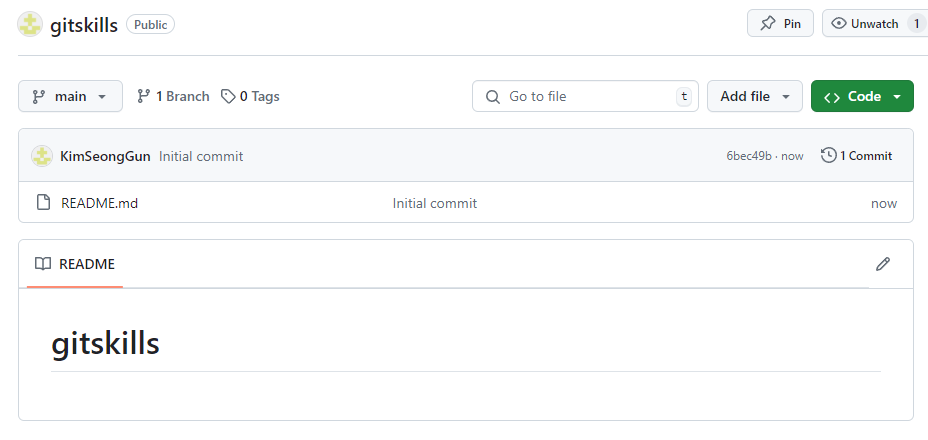 gitskills Public Pin Unwatch 1
main 1 Branch 0 Tags Go to file t Add file Code
KimSeongGun Initial commit 6bec49b · now 1 Commit
README.md Initial commit now
README
gitskills